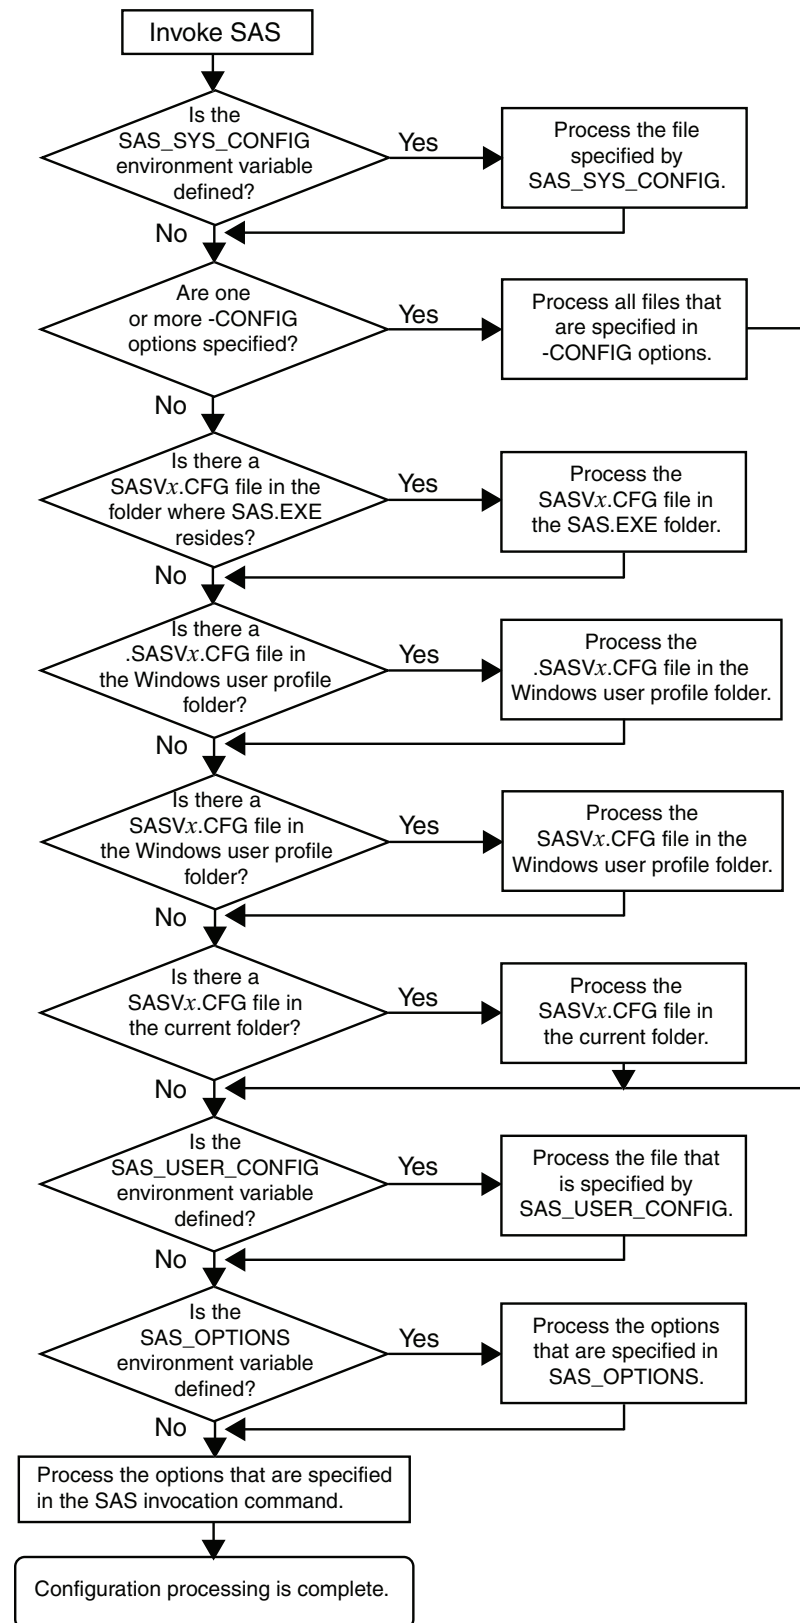 Invoke SAS
Is the
SAS_SYS_CONFIG
environment variable
defined?
Yes
Process the file
specified by
SAS_SYS_CONFIG.
No
Are one
or more -CONFIG
options specified?
Yes
Process all files that
are specified in
-CONFIG options.
No
Is there a
SASVx.CFG file in the
folder where SAS.EXE
resides?
Yes
Process the
SASVx.CFG file in
the SAS.EXE folder.
No
Is there a
.SASVx.CFG file in
the Windows user profile
folder?
Yes
Process the
.SASVx.CFG file in the
Windows user profile folder.
No
Is there a
SASVx.CFG file in
the Windows user profile
folder?
Yes
Process the
SASVx.CFG file in the
Windows user profile folder.
No
Is there a
SASVx.CFG file in
the current folder?
Yes
Process the
SASVx.CFG file in
the current folder.
No
Is the
SAS_USER_CONFIG
environment variable
defined?
Yes
Process the file that
is specified by
SAS_USER_CONFIG.
No
Is the
SAS_OPTIONS
environment variable
defined?
Yes
Process the options
that are specified in
SAS_OPTIONS.
No
Process the options that are specified
in the SAS invocation command.
Configuration processing is complete.